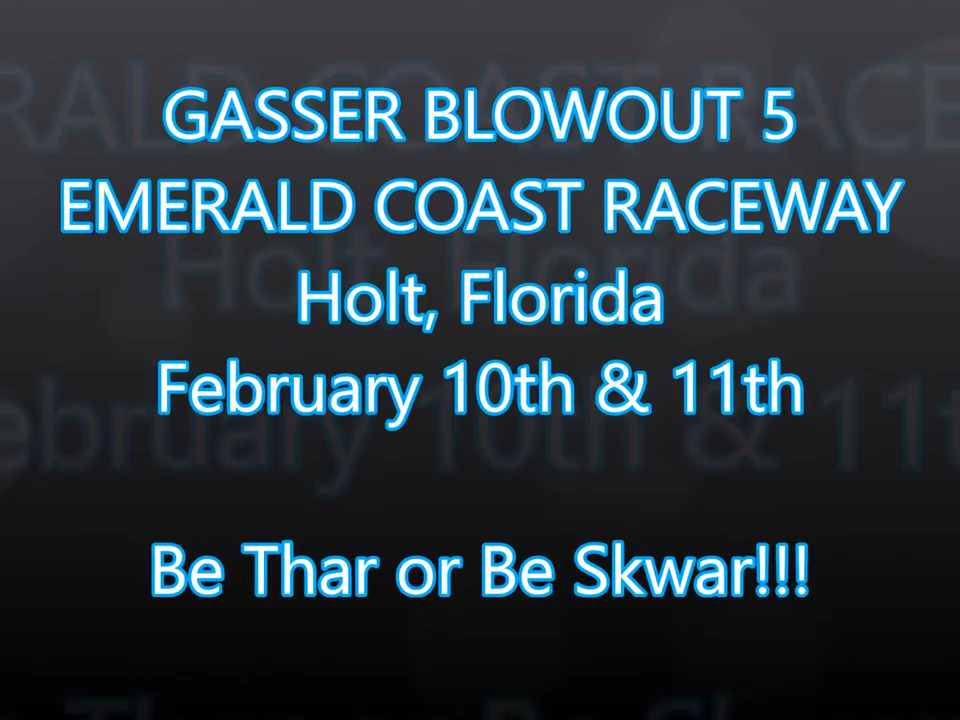 GASSER BLOWOUT 5
EMERALD COAST RACEWAY
Holt, Florida
February 10th & 11th
Be Thar or Be Skwar!!!